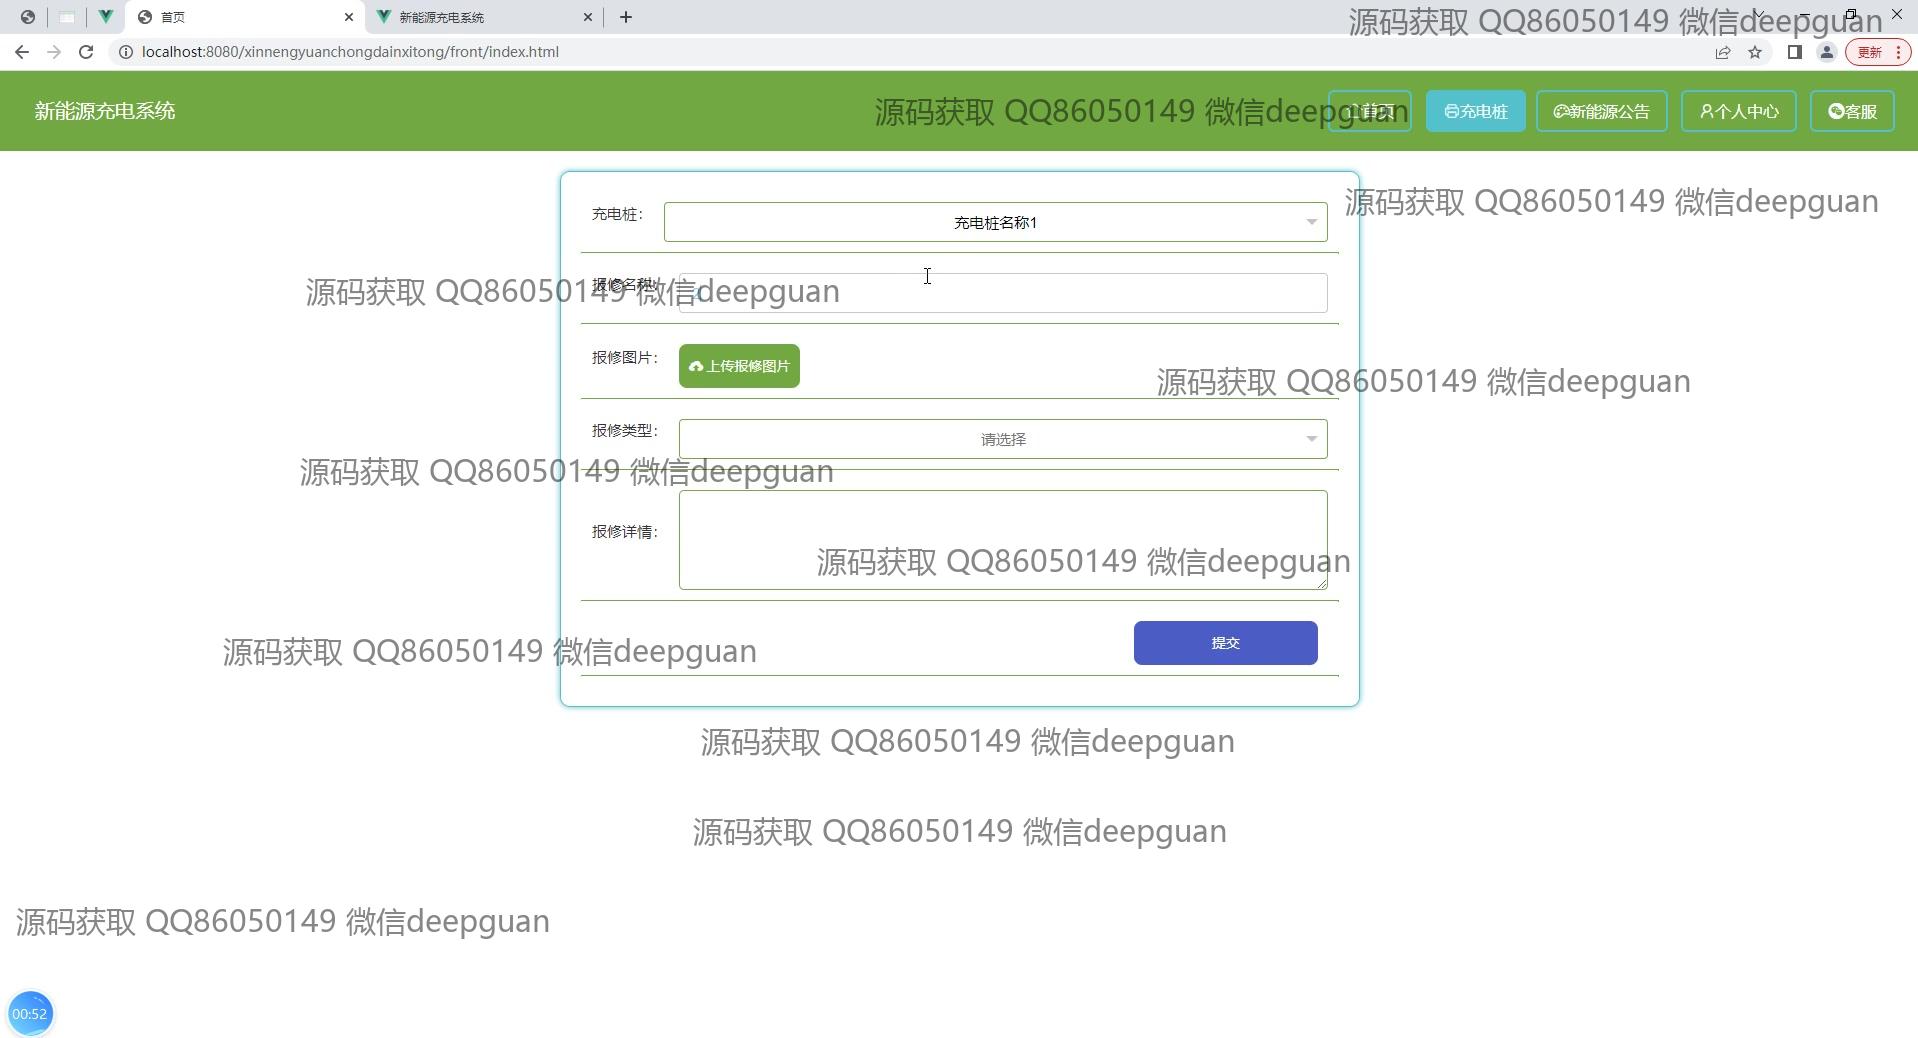 首页
新能源充电系统
源码获取 QQ86050149 微信deepguan
localhost:8080/xinnengyuanchongdainxitong/front/index.html
更新
新能源充电系统
源码获取 QQ86050149 微信deepguan
首页
充电桩
新能源公告
个人中心
客服
充电桩：
充电桩名称1
源码获取 QQ86050149 微信deepguan
报修名称：
源码获取 QQ86050149 微信deepguan
报修图片：
上传报修图片
源码获取 QQ86050149 微信deepguan
报修类型：
请选择
源码获取 QQ86050149 微信deepguan
报修详情：
源码获取 QQ86050149 微信deepguan
提交
源码获取 QQ86050149 微信deepguan
源码获取 QQ86050149 微信deepguan
源码获取 QQ86050149 微信deepguan
源码获取 QQ86050149 微信deepguan
00:52